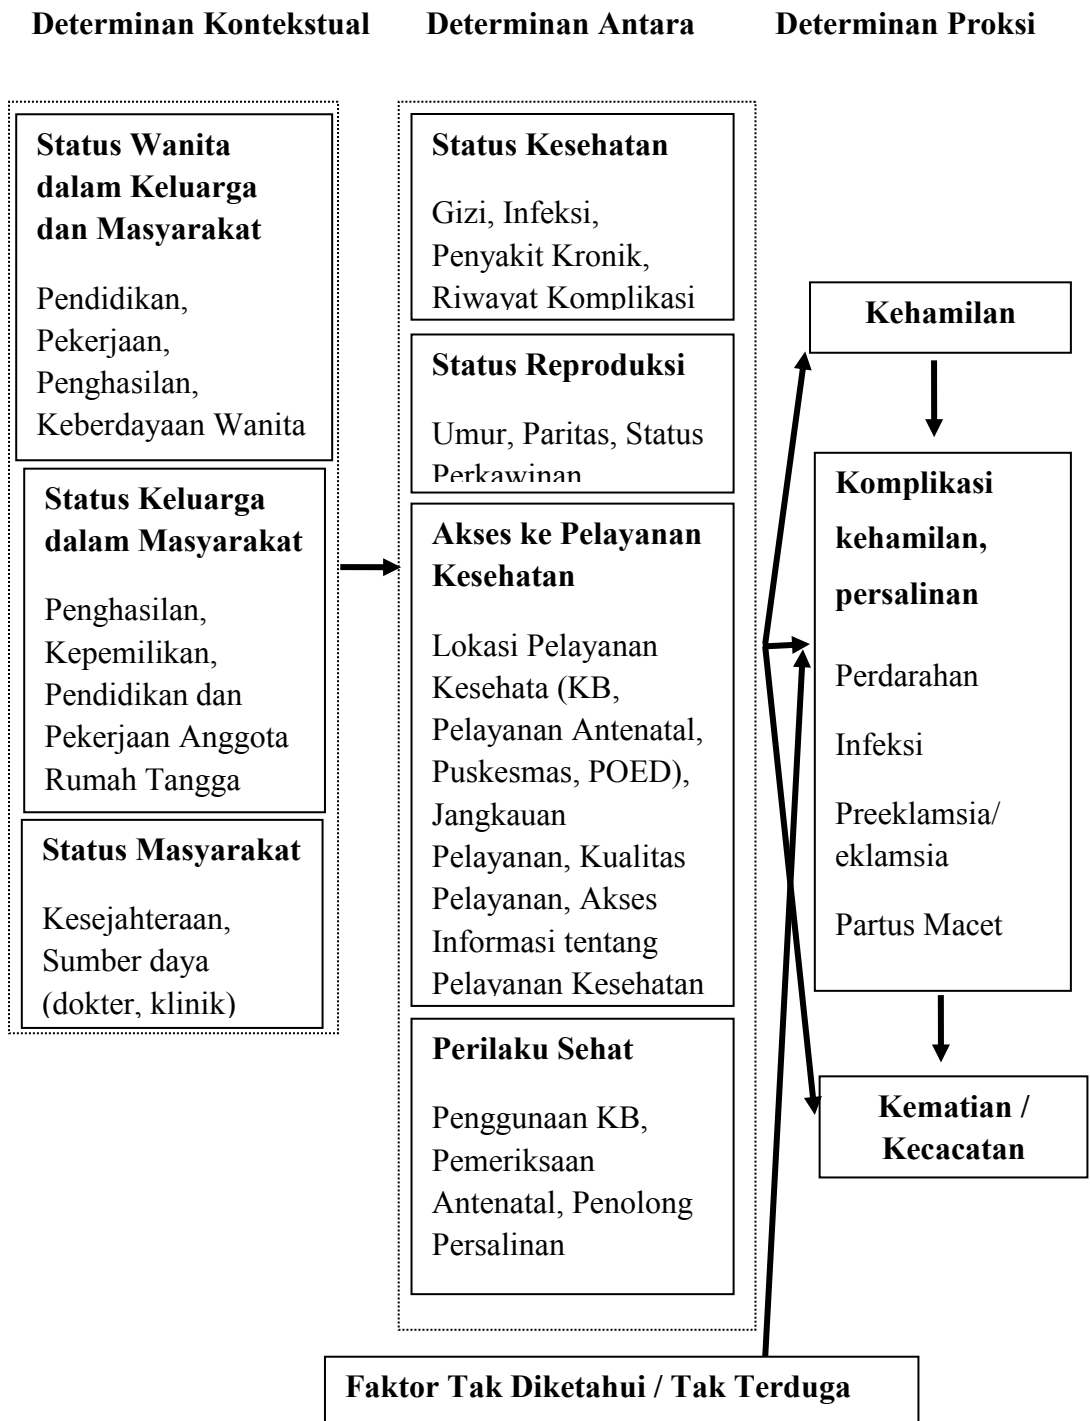 Determinan Kontekstual
Determinan Antara
Determinan Proksi
Status Wanita
dalam Keluarga
dan Masyarakat
Pendidikan,
Pekerjaan,
Penghasilan,
Keberdayaan Wanita
Status Keluarga
dalam Masyarakat
Penghasilan,
Kepemilikan,
Pendidikan dan
Pekerjaan Anggota
Rumah Tangga
Status Masyarakat
Kesejahteraan,
Sumber daya
(dokter, klinik)
Status Kesehatan
Gizi, Infeksi,
Penyakit Kronik,
Riwayat Komplikasi
Status Reproduksi
Umur, Paritas, Status
Perkawinan
Akses ke Pelayanan
Kesehatan
Lokasi Pelayanan
Kesehata (KB,
Pelayanan Antenatal,
Puskesmas, POED),
Jangkauan
Pelayanan, Kualitas
Pelayanan, Akses
Informasi tentang
Pelayanan Kesehatan
Perilaku Sehat
Penggunaan KB,
Pemeriksaan
Antenatal, Penolong
Persalinan
Kehamilan
Komplikasi
kehamilan,
persalinan
Perdarahan
Infeksi
Preeklamsia/
eklamsia
Partus Macet
Kematian /
Kecacatan
Faktor Tak Diketahui / Tak Terduga